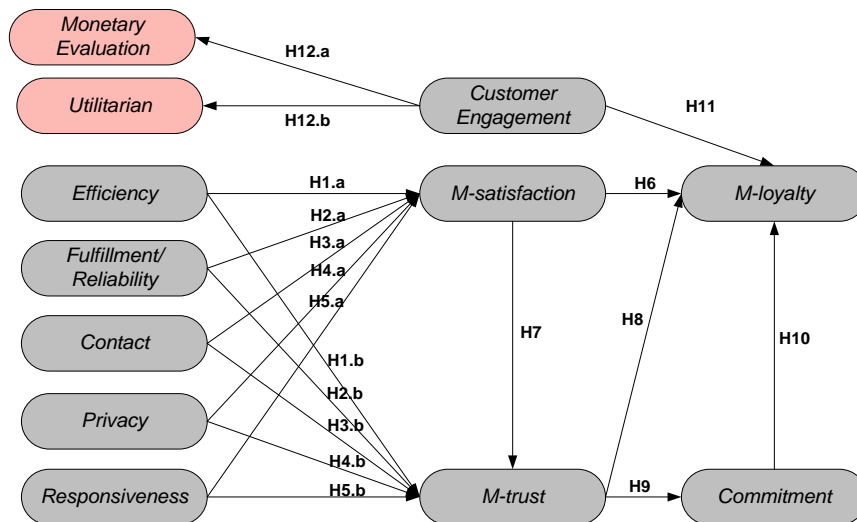 Monetary
Evaluation
H12.a
Utilitarian
H12.b
Customer
Engagement
H11
Efficiency
H1.a
M-satisfaction
H6
M-loyalty
H2.a
Fulfillment/
Reliability
H3.a
H4.a
H5.a
Contact
H7
H8
H10
H1.b
H2.b
Privacy
H3.b
H4.b
Responsiveness
H5.b
M-trust
H9
Commitment